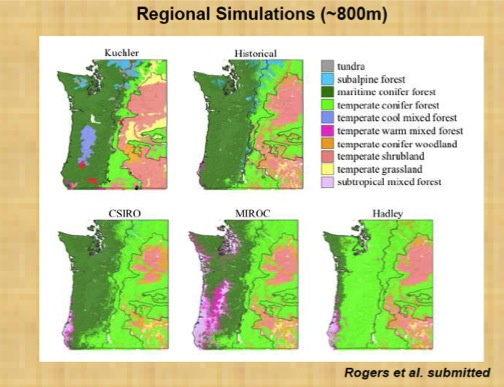 Regional Simulations (~800m)
Kuchler
Historical
tundra
subalpine forest
maritime conifer forest
temperate conifer forest
temperate cool mixed forest
temperate warm mixed forest
temperate conifer woodland
temperate shrubland
temperate grassland
subtropical mixed forest
CSIRO
MIROC
Hadley
Rogers et al. submitted